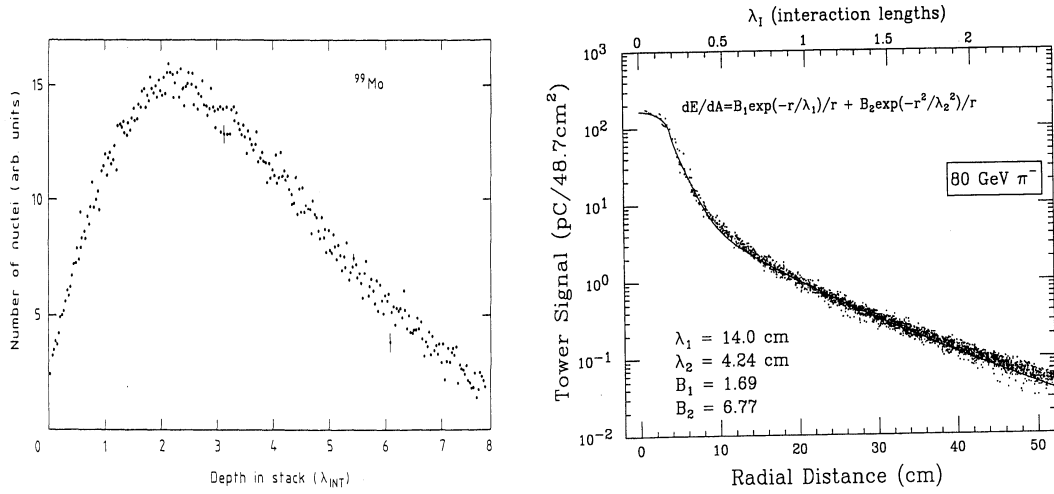 Number of nuclei (arb. units)
15
10
5
0
1
2
3
4
5
6
7
8
⁹⁹Mo
Depth in stack (λINT)
λI (interaction lengths)
0
0.5
1
1.5
2
Tower Signal (pC/48.7cm²)
10³
10²
10¹
10⁰
10⁻¹
10⁻²
dE/dA=B₁exp(−r/λ₁)/r + B₂exp(−r²/λ₂²)/r
80 GeV π⁻
λ₁ = 14.0 cm
λ₂ = 4.24 cm
B₁ = 1.69
B₂ = 6.77
0
10
20
30
40
50
Radial Distance (cm)